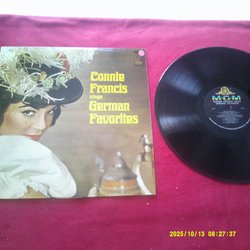 Connie
Francis
sings
German
Favorites
MGM
2025/10/13 08:27:37